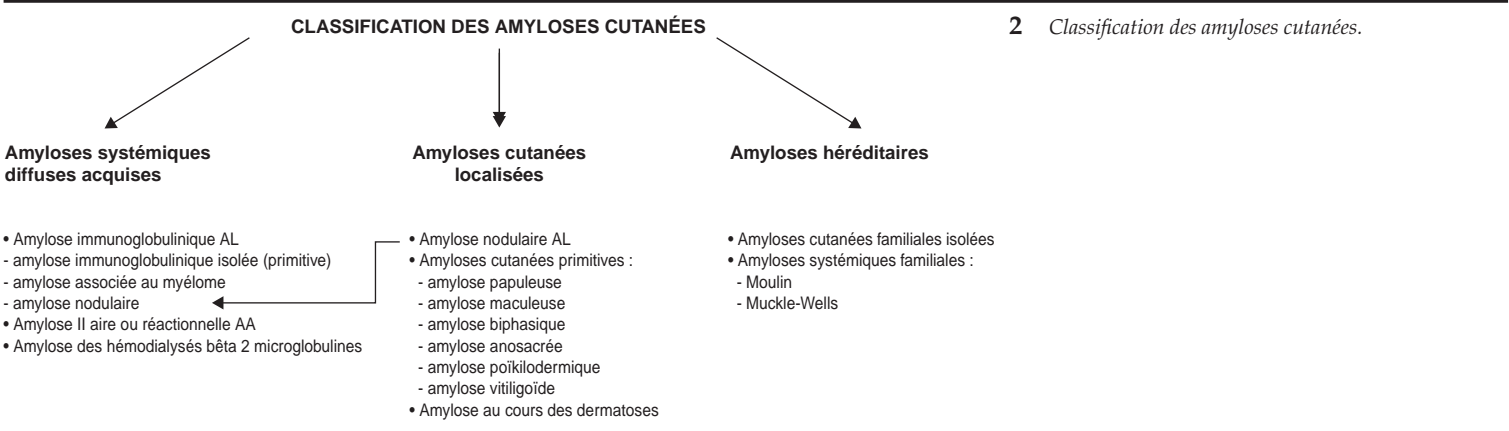 CLASSIFICATION DES AMYLOSES CUTANÉES
2 Classification des amyloses cutanées.
Amyloses systémiques
diffuses acquises
• Amylose immunoglobulinique AL
- amylose immunoglobulinique isolée (primitive)
- amylose associée au myélome
- amylose nodulaire
• Amylose II aire ou réactionnelle AA
• Amylose des hémodialysés bêta 2 microglobulines
Amyloses cutanées
localisées
• Amylose nodulaire AL
• Amyloses cutanées primitives :
- amylose papuleuse
- amylose maculeuse
- amylose biphasique
- amylose anosacrée
- amylose poïkilodermique
- amylose vitiligoïde
• Amylose au cours des dermatoses
Amyloses héréditaires
• Amyloses cutanées familiales isolées
• Amyloses systémiques familiales :
- Moulin
- Muckle-Wells